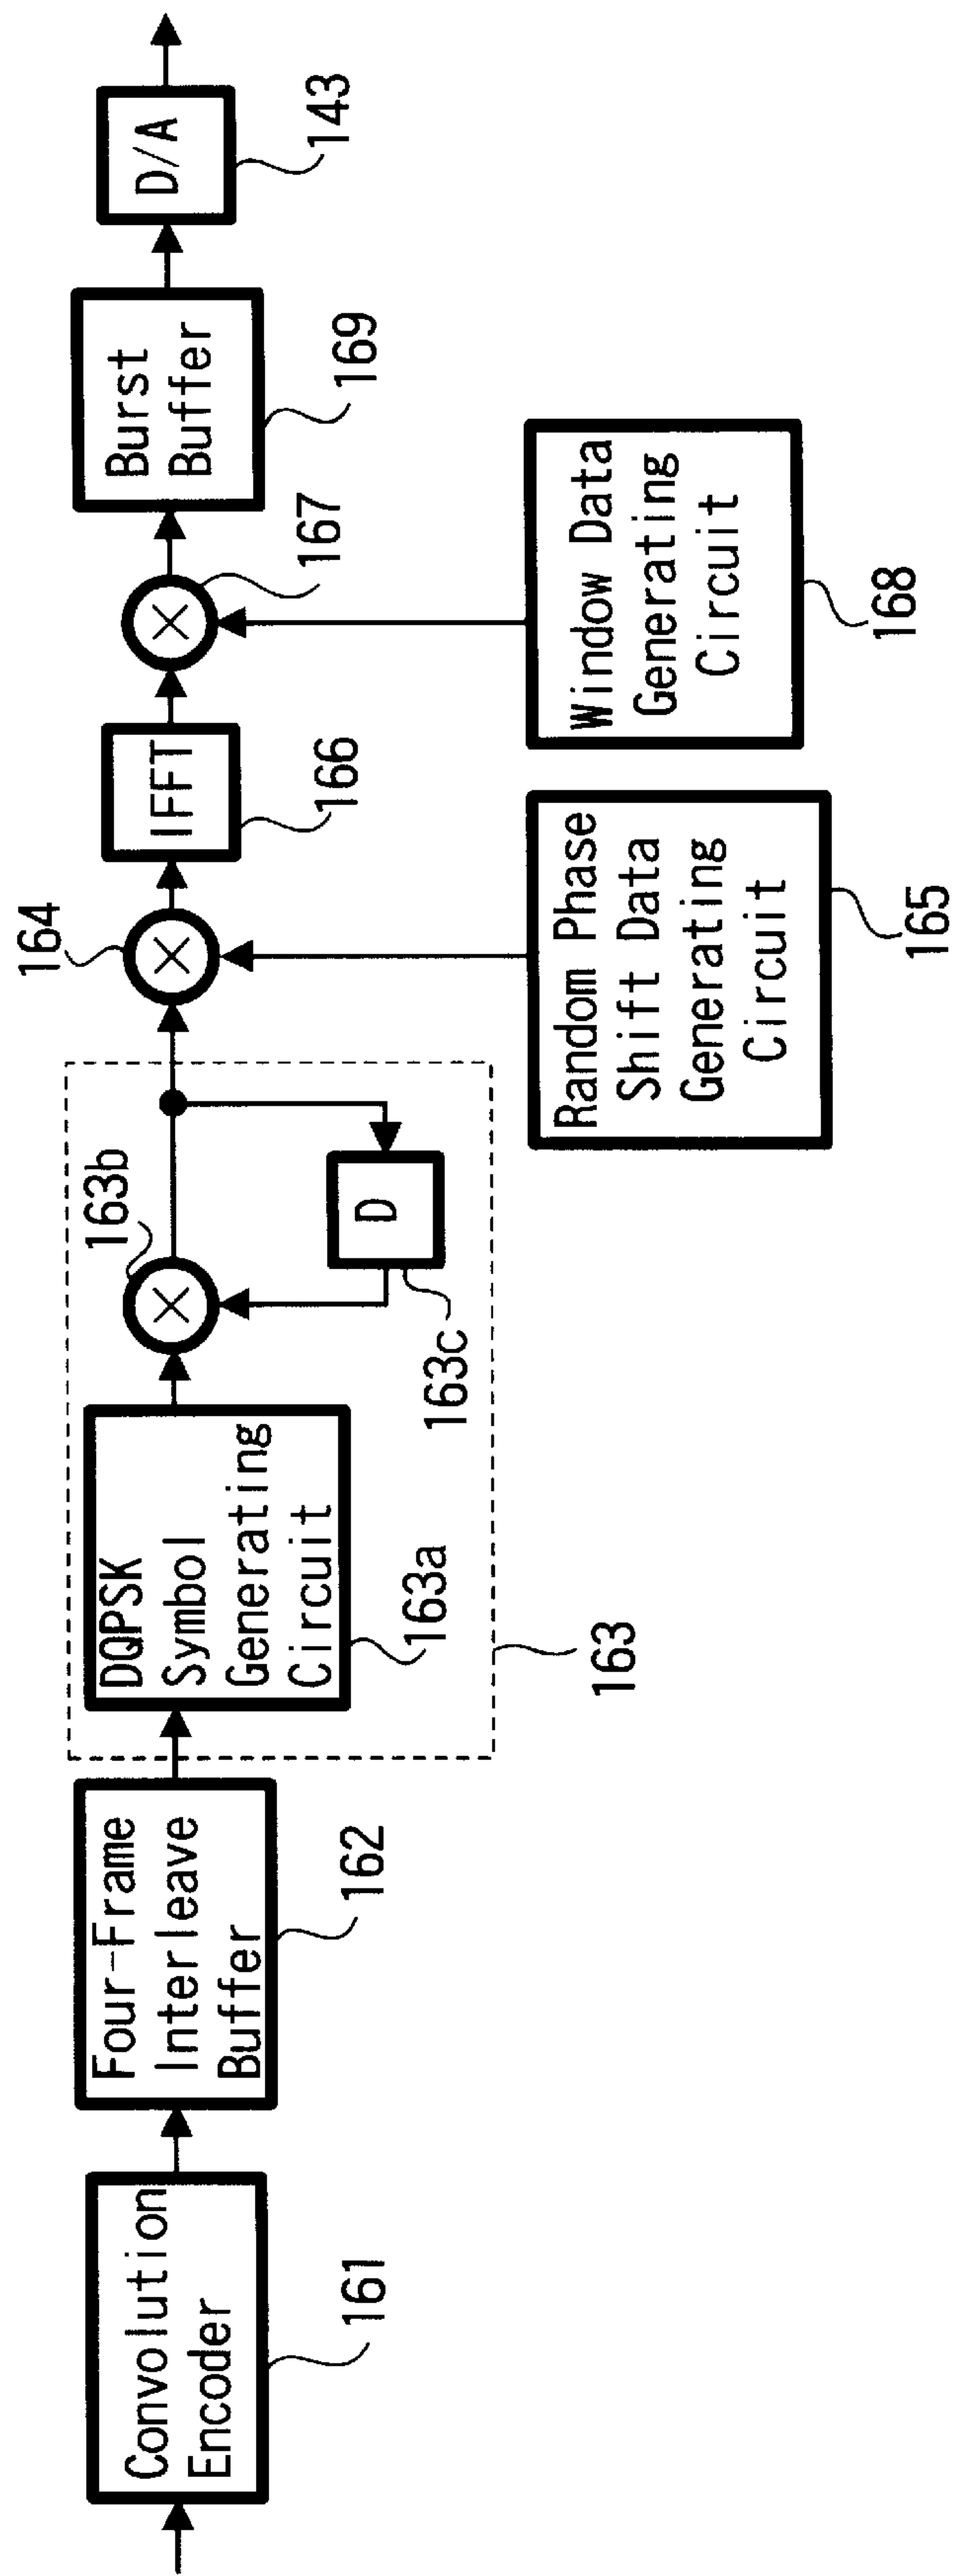 Convolution
Encoder
161
Four-Frame
Interleave
Buffer
162
DQPSK
Symbol
Generating
Circuit
163a
163b
D
163c
163
164
Random Phase
Shift Data
Generating
Circuit
165
IFFT
166
167
Window Data
Generating
Circuit
168
Burst
Buffer
169
D/A
143